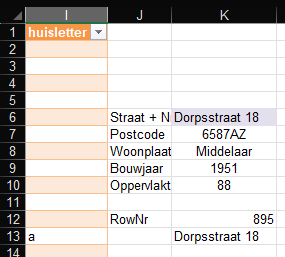 I J K
1 huisletter
2
3
4
5
6 Straat + N Dorpsstraat 18
7 Postcode 6587AZ
8 Woonplaat Middelaar
9 Bouwjaar 1951
10 Oppervlakt 88
11
12 RowNr 895
13 a Dorpsstraat 18
14